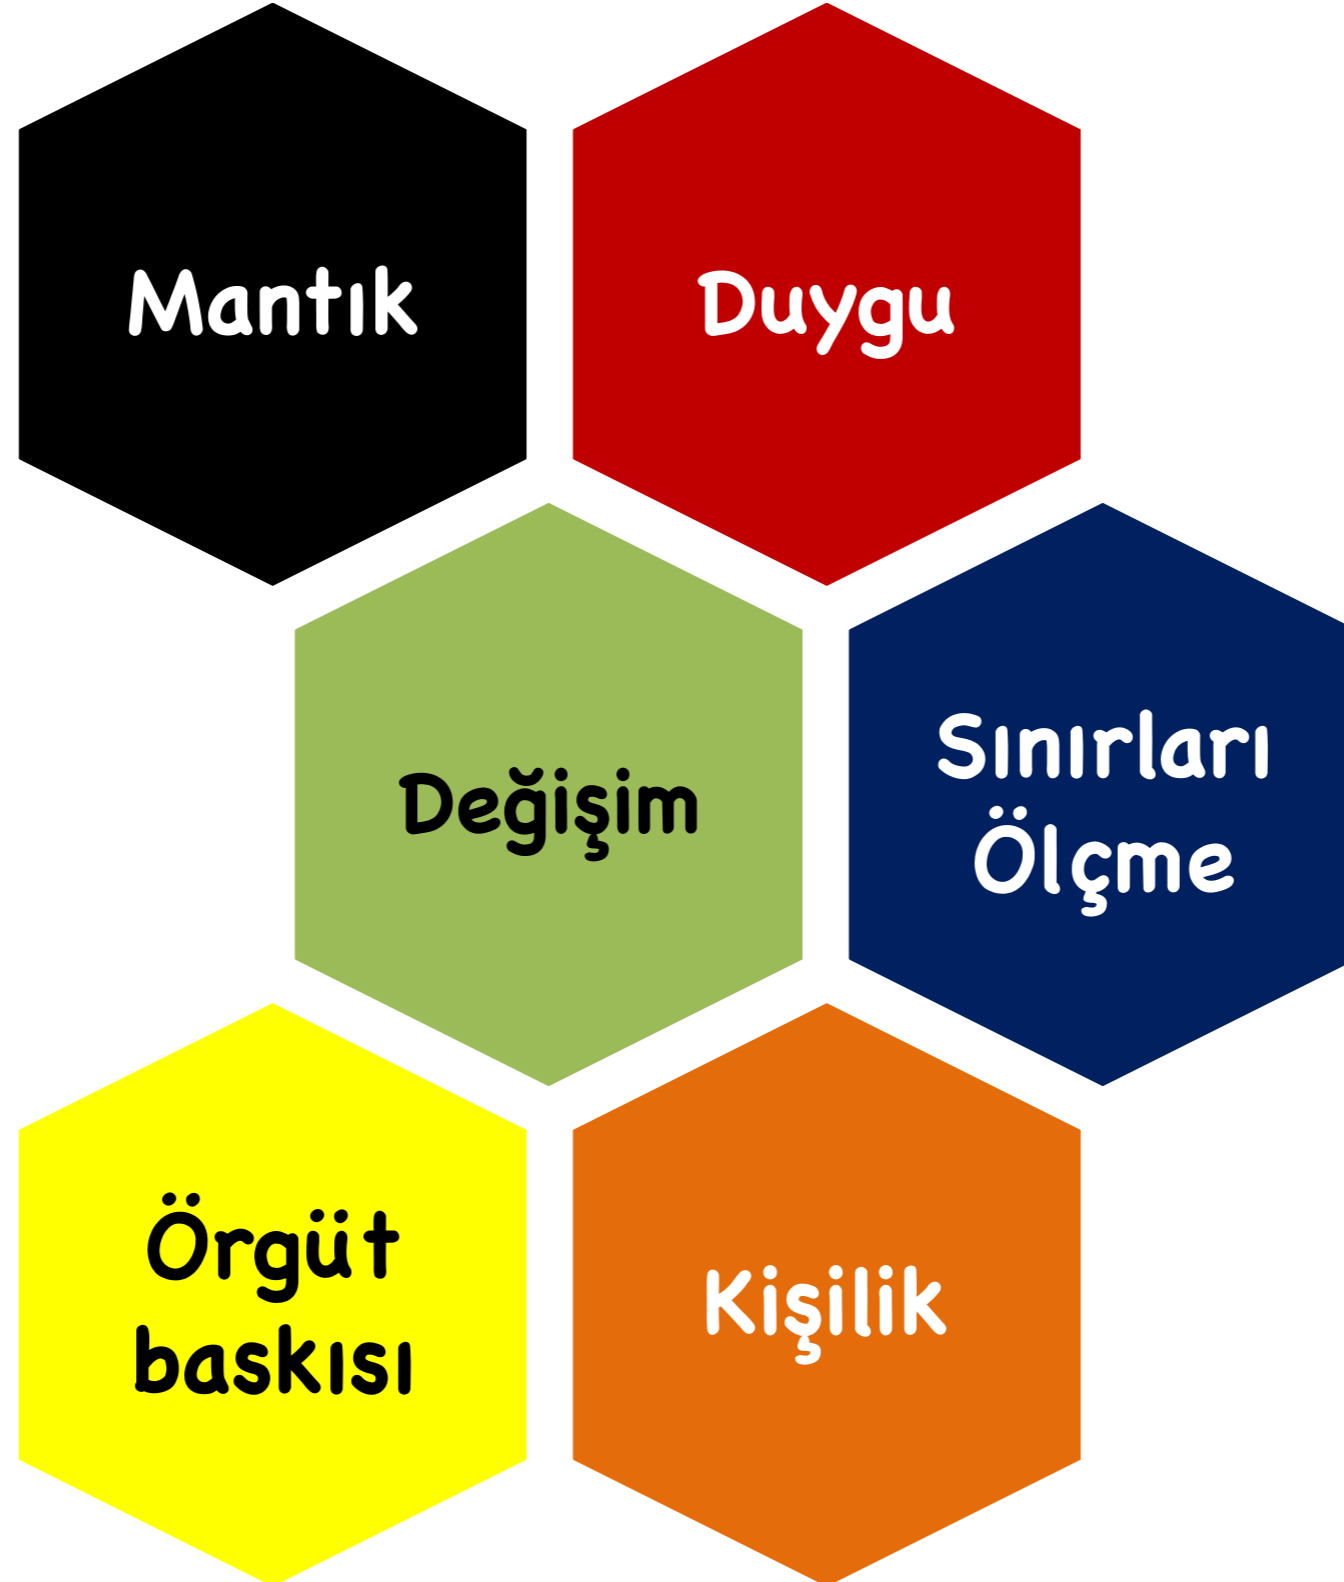 Mantık
Duygu
Değişim
Sınırları
Ölçme
Örgüt
baskısı
Kişilik